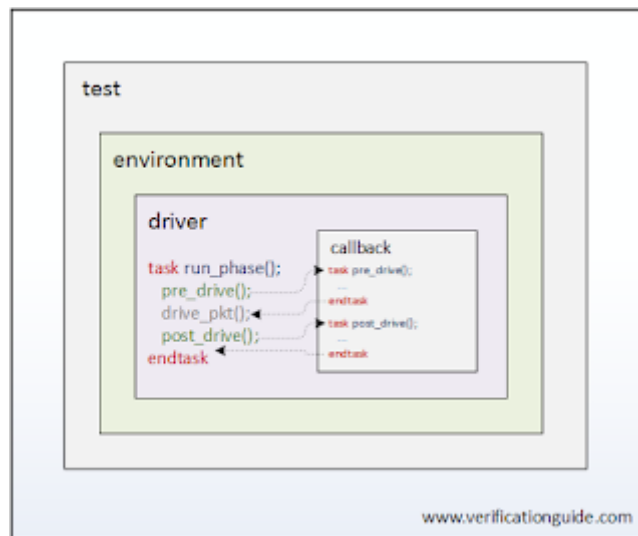 test
environment
driver
task run_phase();
pre_drive();
drive_pkt();
post_drive();
endtask
callback
task pre_drive();
...
endtask
task post_drive();
...
endtask
www.verificationguide.com